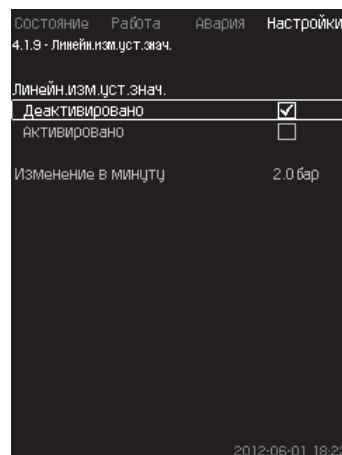 Состояние Работа Авария Настройки
4.1.9 - Линейн.изм.уст.знач.
Линейн.изм.уст.знач.
Деактивировано
Активировано
Изменение в минуту 2.0 бар
2012-06-01 18:22